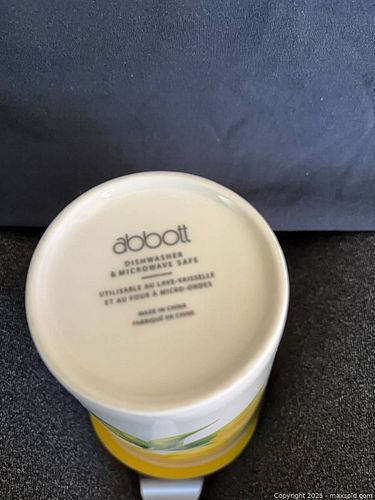 abbott
DISHWASHER
& MICROWAVE SAFE
UTILISABLE AU LAVE-VAISSELLE
ET AU FOUR À MICRO-ONDES
MADE IN CHINA
FABRIQUÉ EN CHINE
Copyright 2025 - maxsold.com